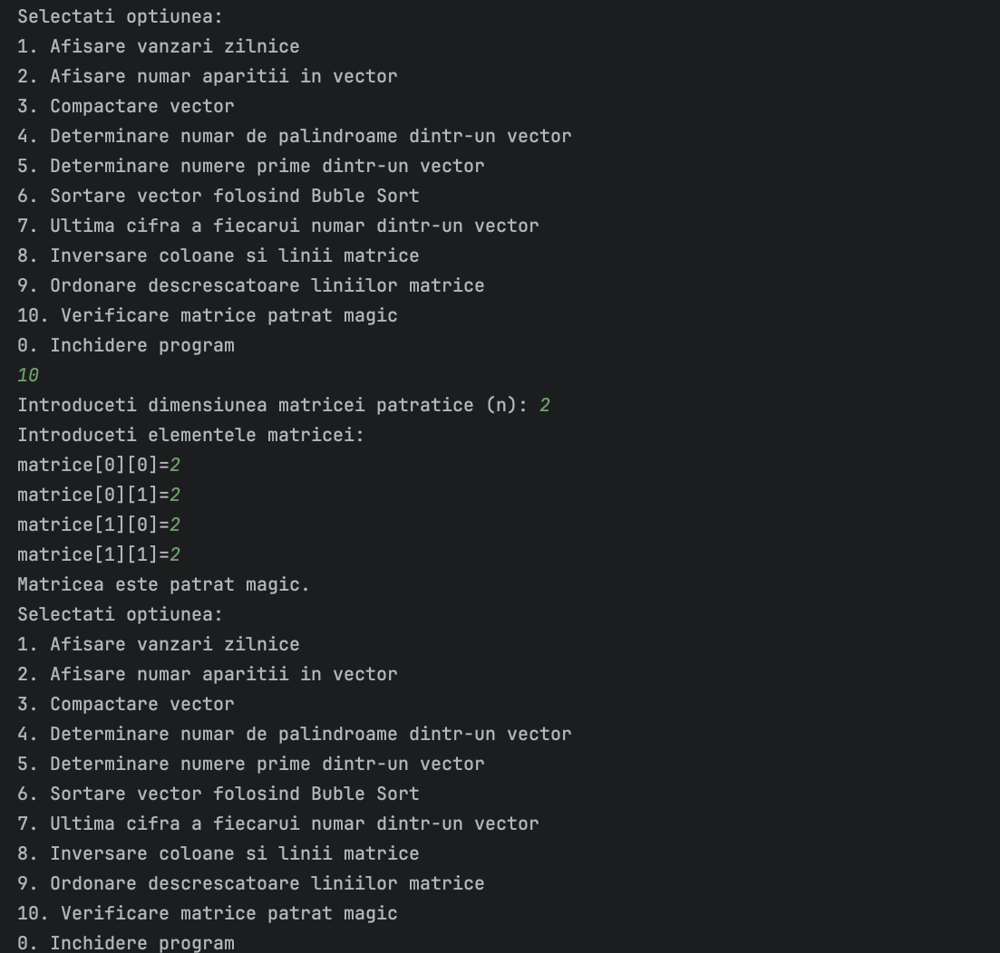 Selectati optiunea:
1. Afisare vanzari zilnice
2. Afisare numar aparitii in vector
3. Compactare vector
4. Determinare numar de palindroame dintr-un vector
5. Determinare numere prime dintr-un vector
6. Sortare vector folosind Buble Sort
7. Ultima cifra a fiecarui numar dintr-un vector
8. Inversare coloane si linii matrice
9. Ordonare descrescatoare liniilor matrice
10. Verificare matrice patrat magic
0. Inchidere program
10
Introduceti dimensiunea matricei patratice (n): 2
Introduceti elementele matricei:
matrice[0][0]=2
matrice[0][1]=2
matrice[1][0]=2
matrice[1][1]=2
Matricea este patrat magic.
Selectati optiunea:
1. Afisare vanzari zilnice
2. Afisare numar aparitii in vector
3. Compactare vector
4. Determinare numar de palindroame dintr-un vector
5. Determinare numere prime dintr-un vector
6. Sortare vector folosind Buble Sort
7. Ultima cifra a fiecarui numar dintr-un vector
8. Inversare coloane si linii matrice
9. Ordonare descrescatoare liniilor matrice
10. Verificare matrice patrat magic
0. Inchidere program